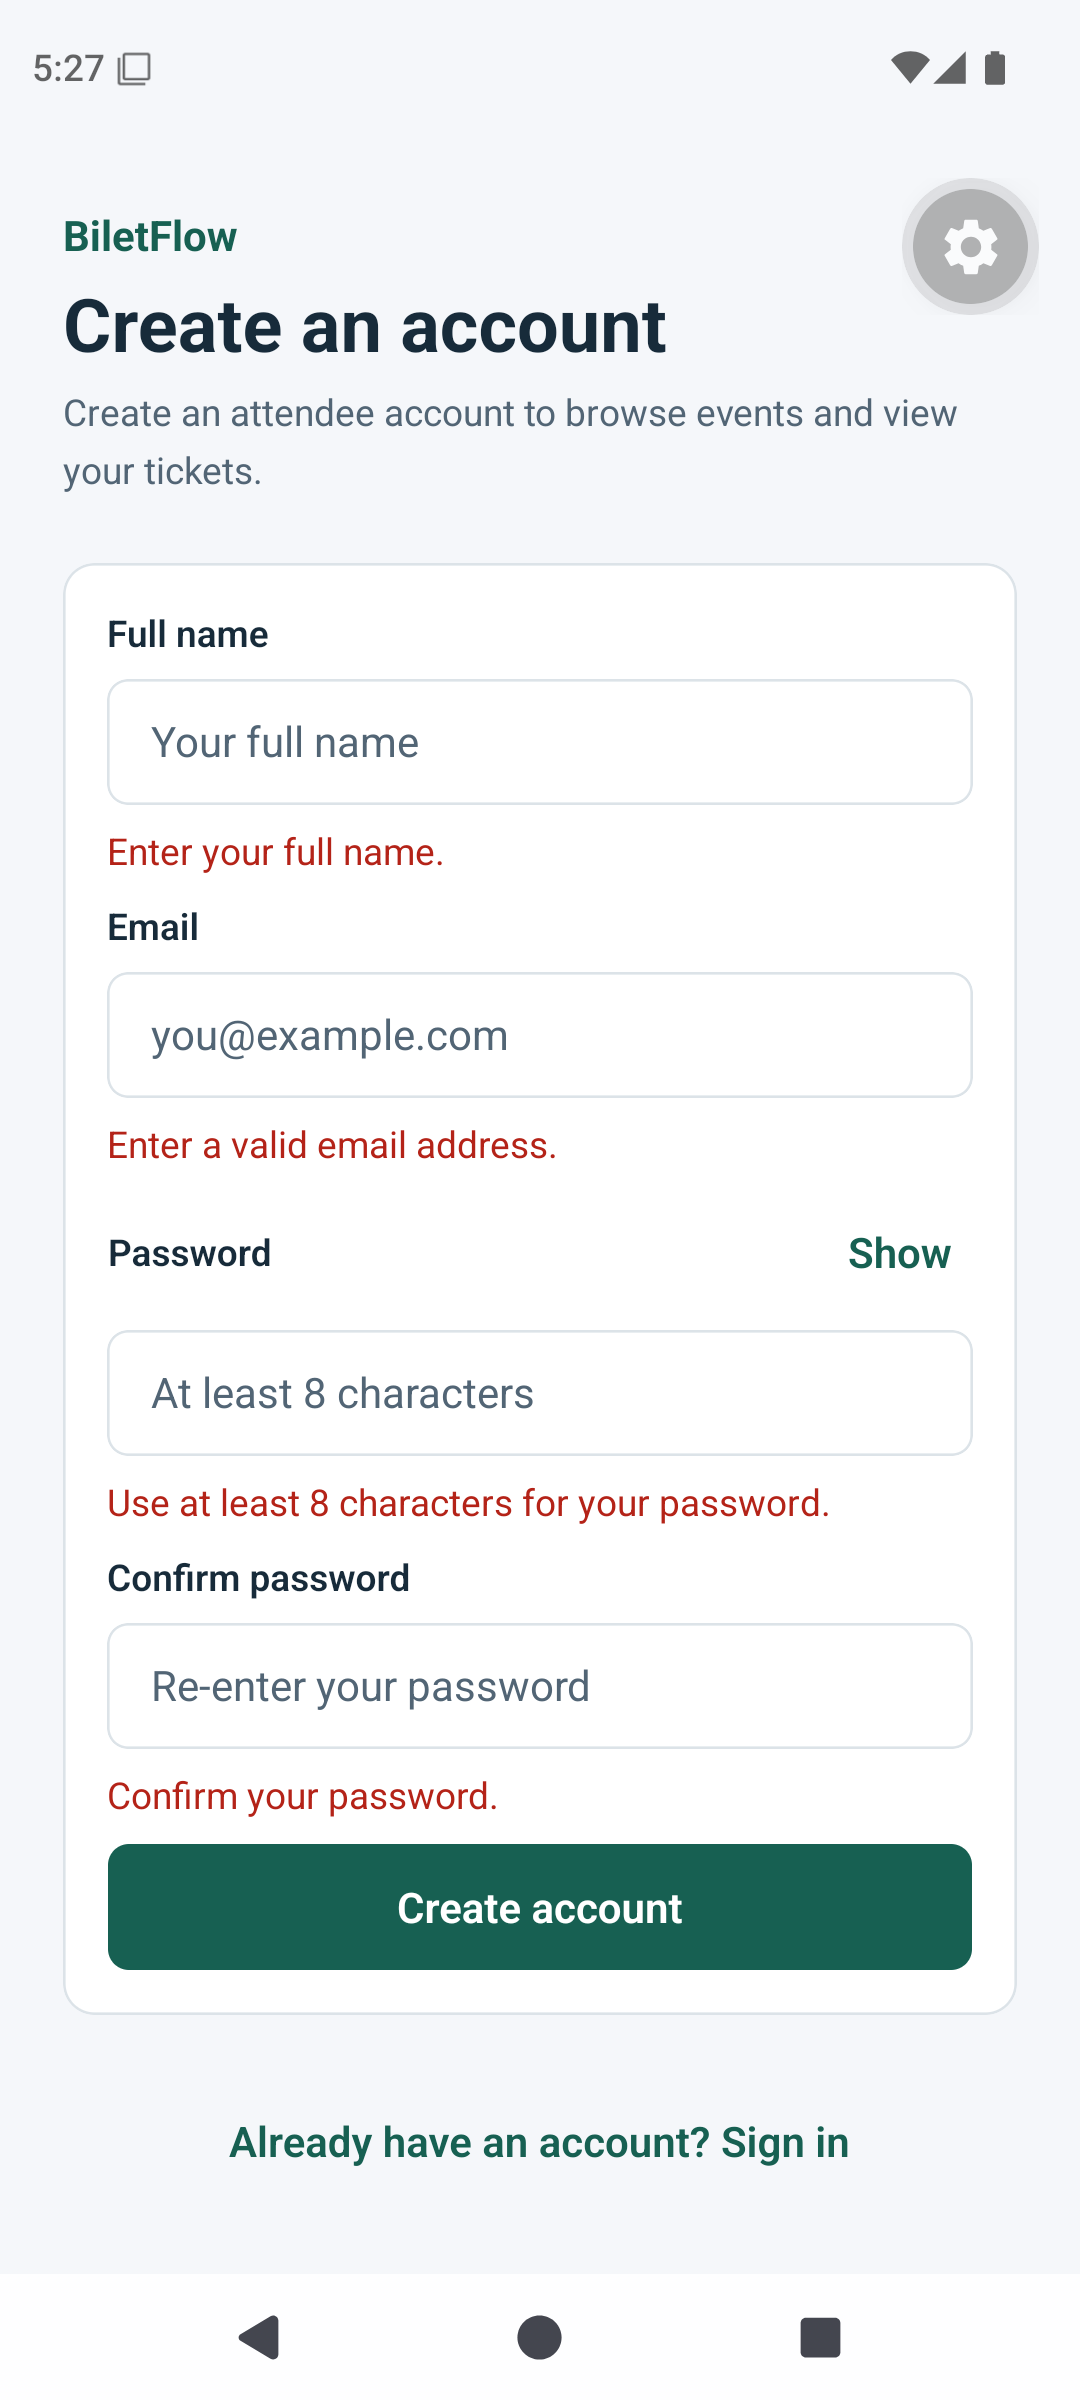 5:27
BiletFlow
Create an account
Create an attendee account to browse events and view
your tickets.
Full name
Your full name
Enter your full name.
Email
you@example.com
Enter a valid email address.
Password
Show
At least 8 characters
Use at least 8 characters for your password.
Confirm password
Re-enter your password
Confirm your password.
Create account
Already have an account? Sign in